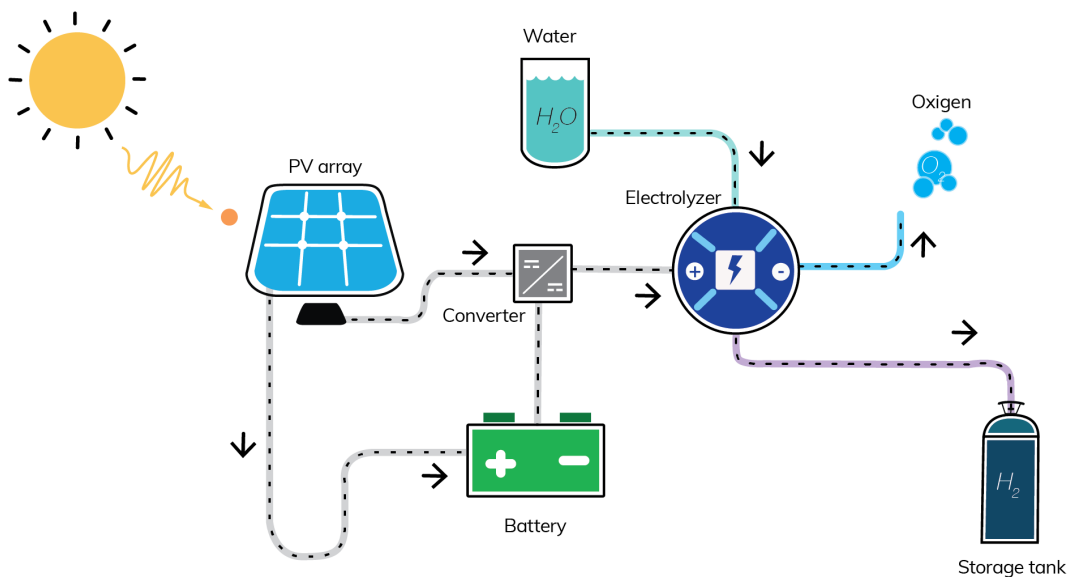 Water
H₂O
Oxigen
O₂
PV array
Electrolyzer
+
-
Converter
+
-
Battery
H₂
Storage tank